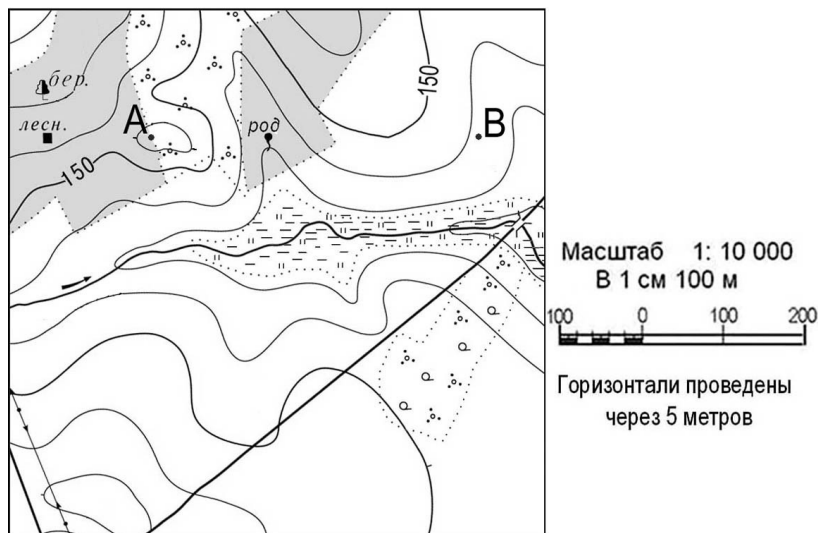 150
бер.
А
В
лесн.
род
150
Масштаб 1: 10 000
В 1 см 100 м
100 0 100 200
Горизонтали проведены
через 5 метров